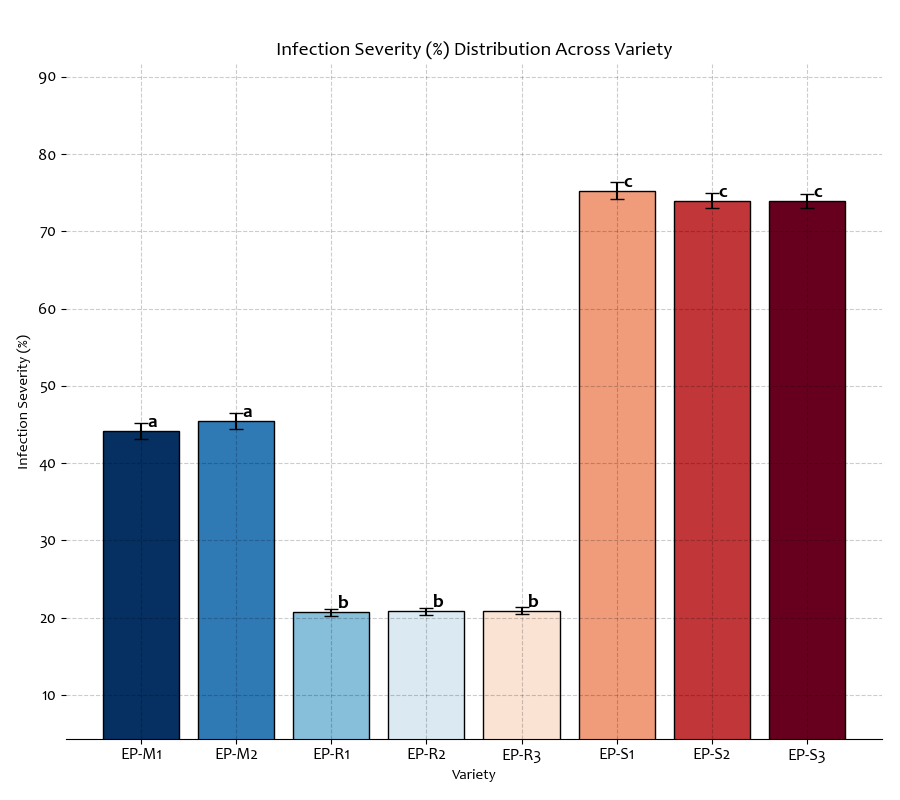 Infection Severity (%) Distribution Across Variety
90
80
70
60
50
40
30
20
10
Infection Severity (%)
a
a
b
b
b
c
c
c
EP-M1 EP-M2 EP-R1 EP-R2 EP-R3 EP-S1 EP-S2 EP-S3
Variety